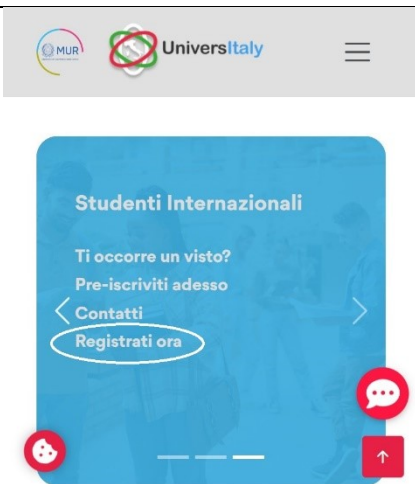 MUR
UniversItaly
Studenti Internazionali
Ti occorre un visto?
Pre-iscriviti adesso
Contatti
Registrati ora